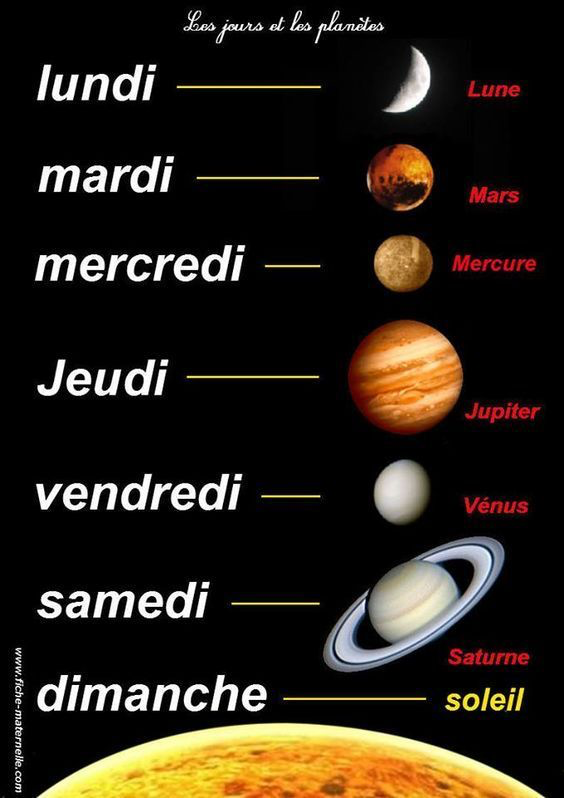 Les jours et les planètes
lundi Lune
mardi Mars
mercredi Mercure
Jeudi Jupiter
vendredi Vénus
samedi Saturne
dimanche soleil
www.fiche-maternelle.com